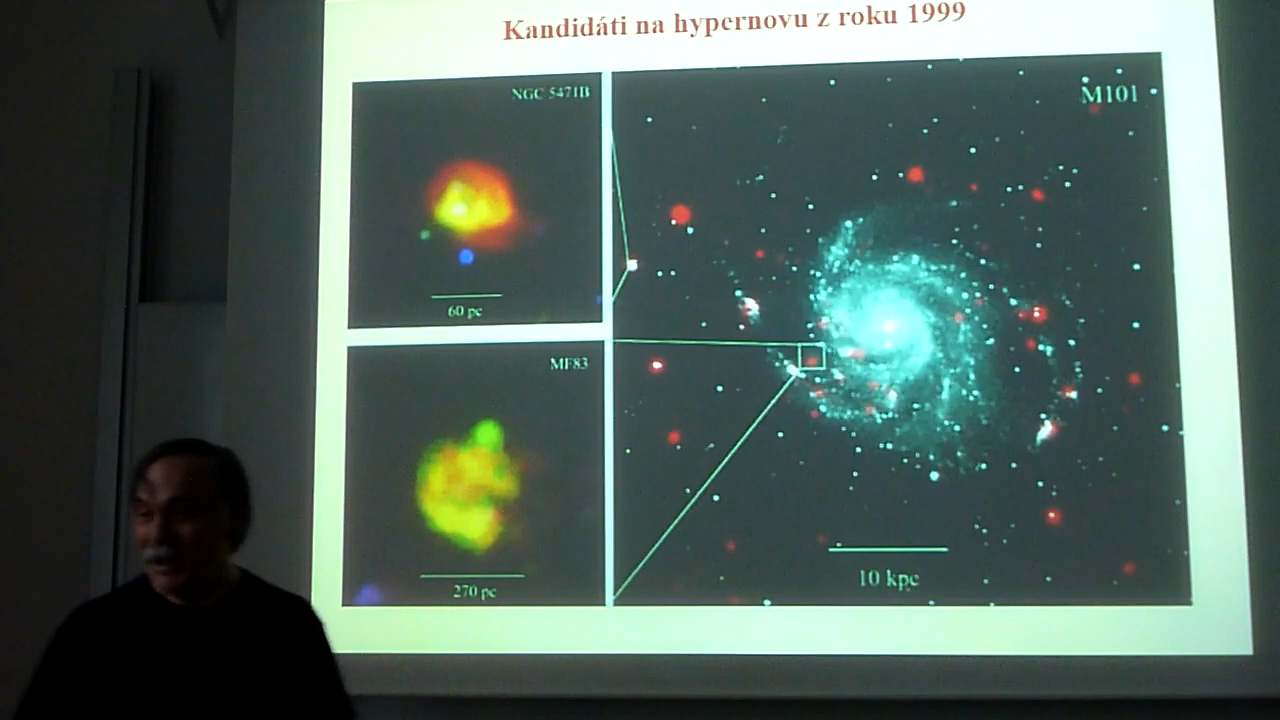 Kandidáti na hypernovu z roku 1999
NGC 5471B
60 pc
MF83
270 pc
M101
10 kpc